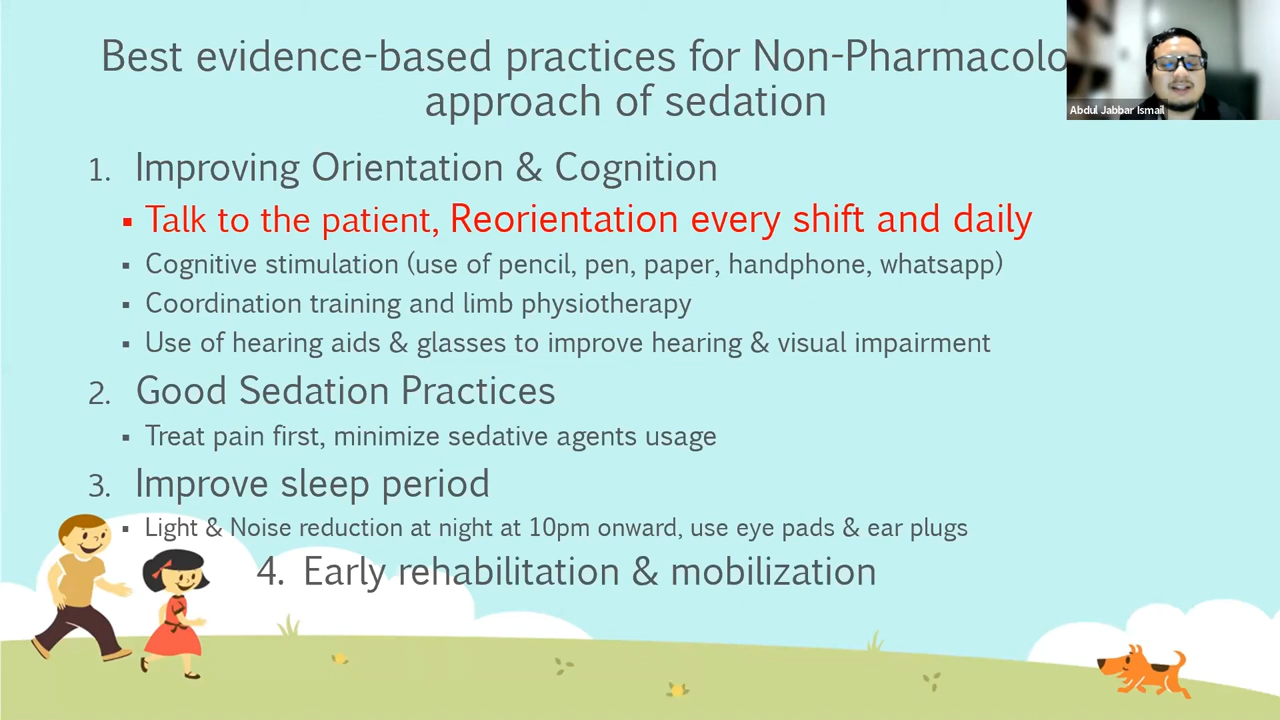 Best evidence-based practices for Non-Pharmacolo
approach of sedation
Abdul Jabbar Ismail
1. Improving Orientation & Cognition
▪ Talk to the patient, Reorientation every shift and daily
▪ Cognitive stimulation (use of pencil, pen, paper, handphone, whatsapp)
▪ Coordination training and limb physiotherapy
▪ Use of hearing aids & glasses to improve hearing & visual impairment
2. Good Sedation Practices
▪ Treat pain first, minimize sedative agents usage
3. Improve sleep period
▪ Light & Noise reduction at night at 10pm onward, use eye pads & ear plugs
4. Early rehabilitation & mobilization